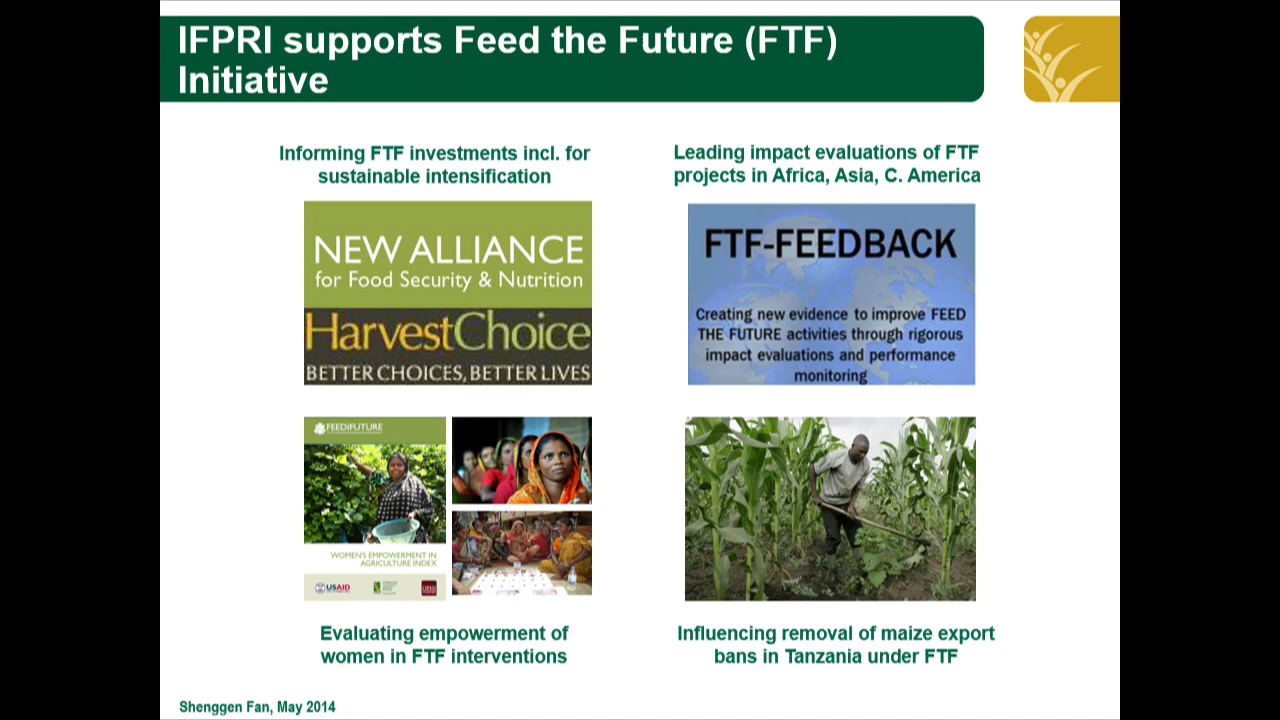 IFPRI supports Feed the Future (FTF)
Initiative
Informing FTF investments incl. for
sustainable intensification
Leading impact evaluations of FTF
projects in Africa, Asia, C. America
NEW ALLIANCE
for Food Security & Nutrition
HarvestChoice
BETTER CHOICES, BETTER LIVES
FTF-FEEDBACK
Creating new evidence to improve FEED
THE FUTURE activities through rigorous
impact evaluations and performance
monitoring
FEEDtFUTURE
WOMEN'S EMPOWERMENT IN
AGRICULTURE INDEX
USAID
Evaluating empowerment of
women in FTF interventions
Influencing removal of maize export
bans in Tanzania under FTF
Shenggen Fan, May 2014